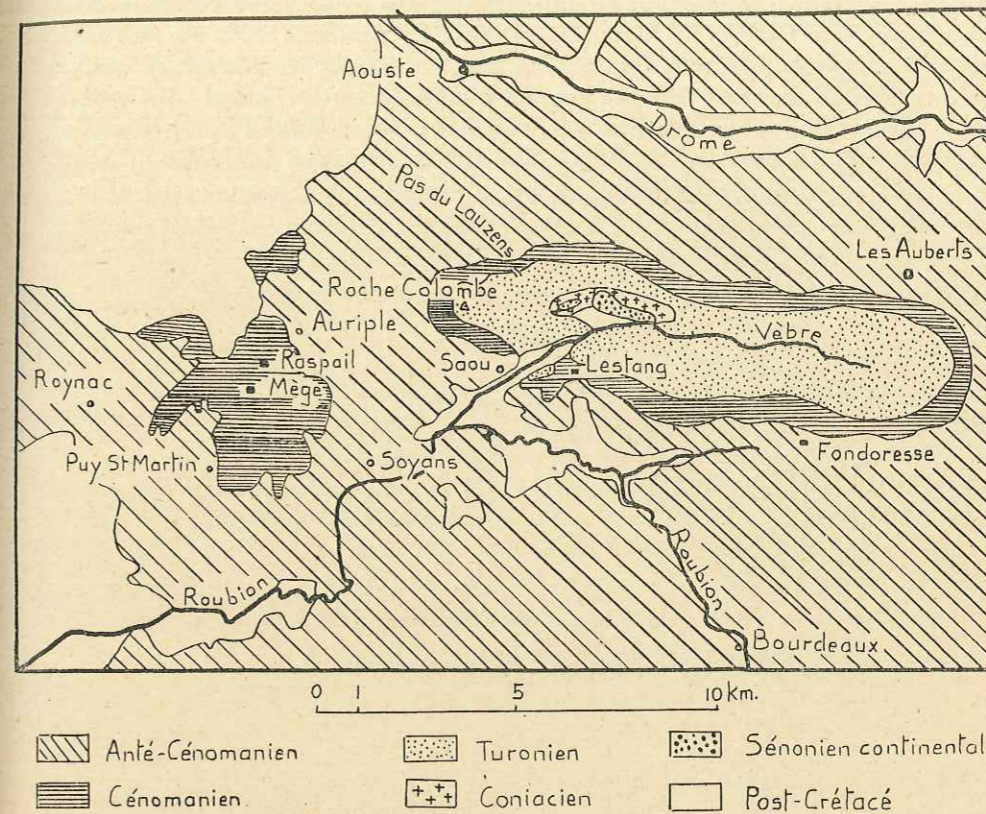 Aouste
Drôme
Pas du Lauzens
Les Auberts
Roche Colombe
Auriple
Vèbre
Raspail
Saou
Lestang
Roynac
Mège
Fondoresse
Puy St Martin
Soyans
Roubion
Roubion
Bourdeaux
0 1 5 10 km.
Anté-Cénomanien
Turonien
Sénonien continental
Cénomanien
Coniacien
Post-Crétacé